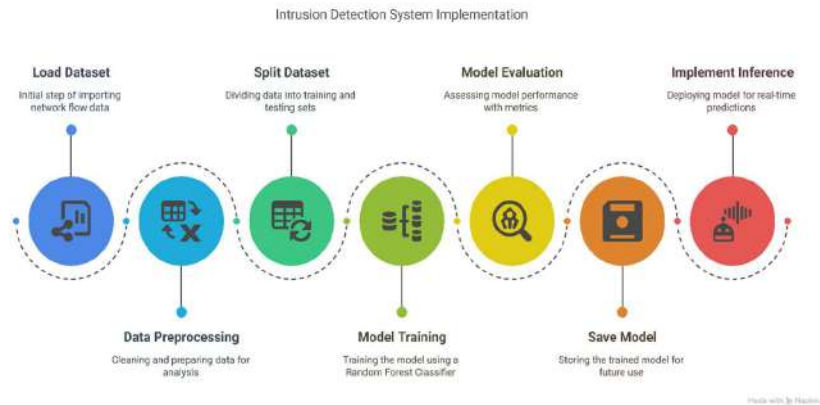 Intrusion Detection System Implementation
Load Dataset
Initial step of importing
network flow data
Split Dataset
Dividing data into training and
testing sets
Model Evaluation
Assessing model performance
with metrics
Implement Inference
Deploying model for real-time
predictions
Data Preprocessing
Cleaning and preparing data for
analysis
Model Training
Training the model using a
Random Forest Classifier
Save Model
Storing the trained model for
future use
Made with Napkin